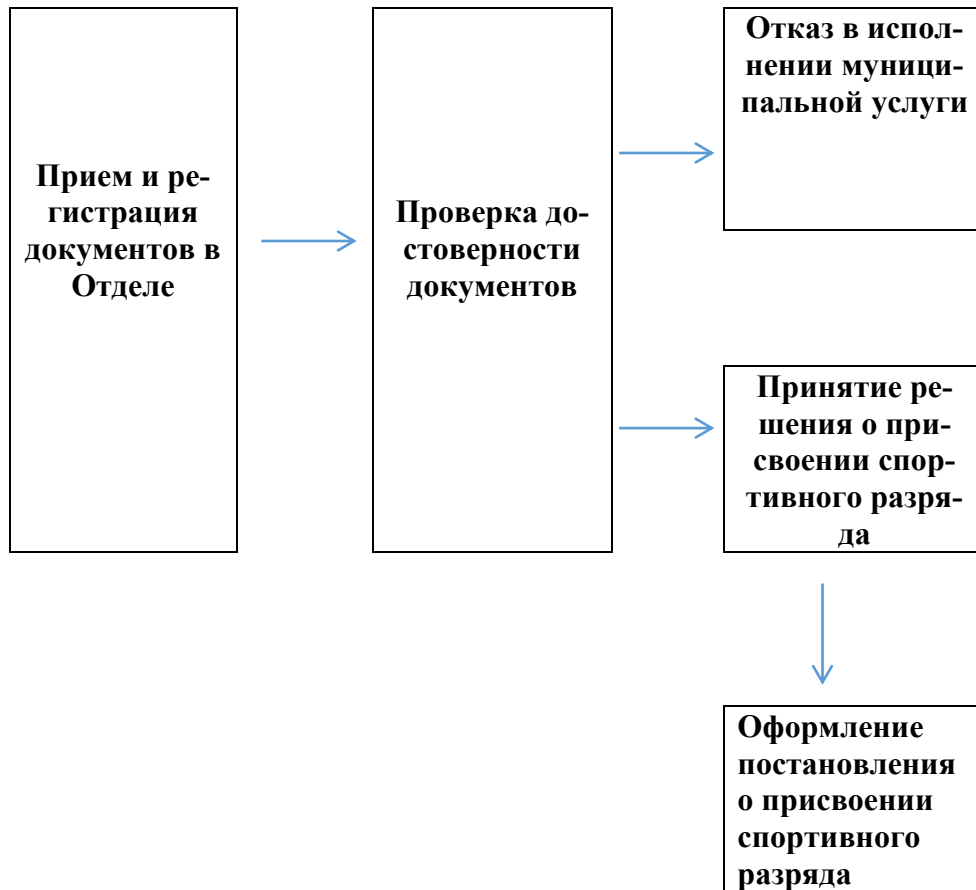 Прием и ре-
гистрация
документов в
Отделе
Проверка до-
стоверности
документов
Отказ в испол-
нении муници-
пальной услуги
Принятие ре-
шения о при-
своении спор-
тивного разря-
да
Оформление
постановления
о присвоении
спортивного
разряда